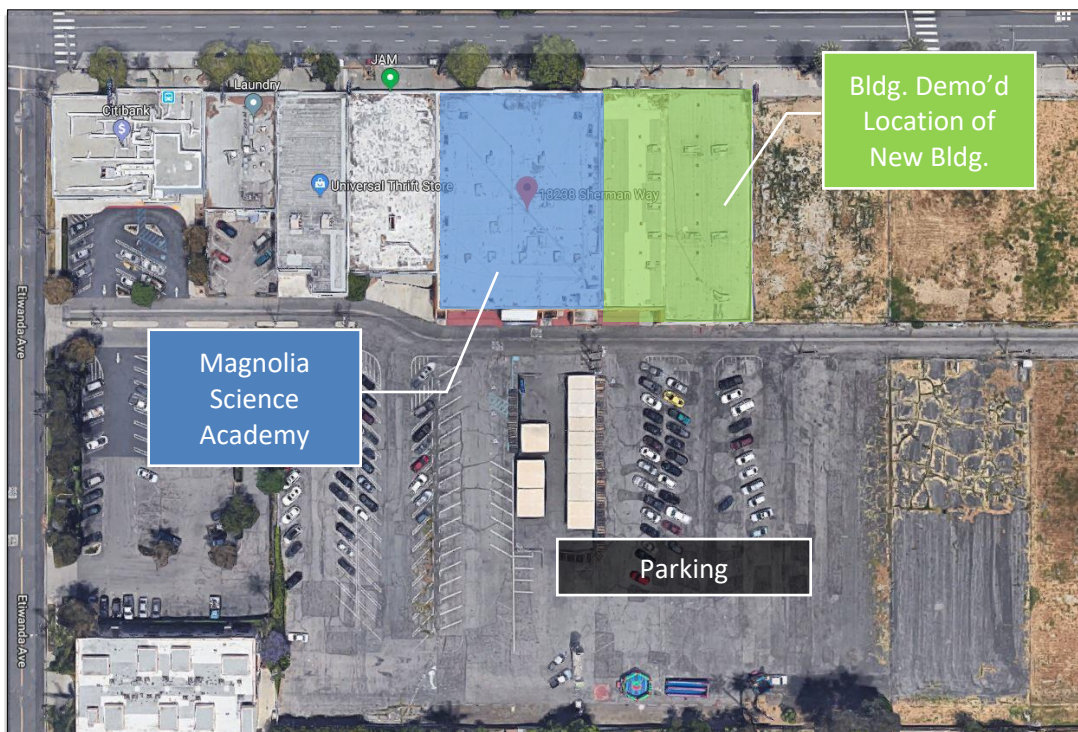 JAM
Laundry
Citibank
Universal Thrift Store
18238 Sherman Way
Bldg. Demo'd
Location of
New Bldg.
Etiwanda Ave
Magnolia
Science
Academy
Parking
Etiwanda Ave